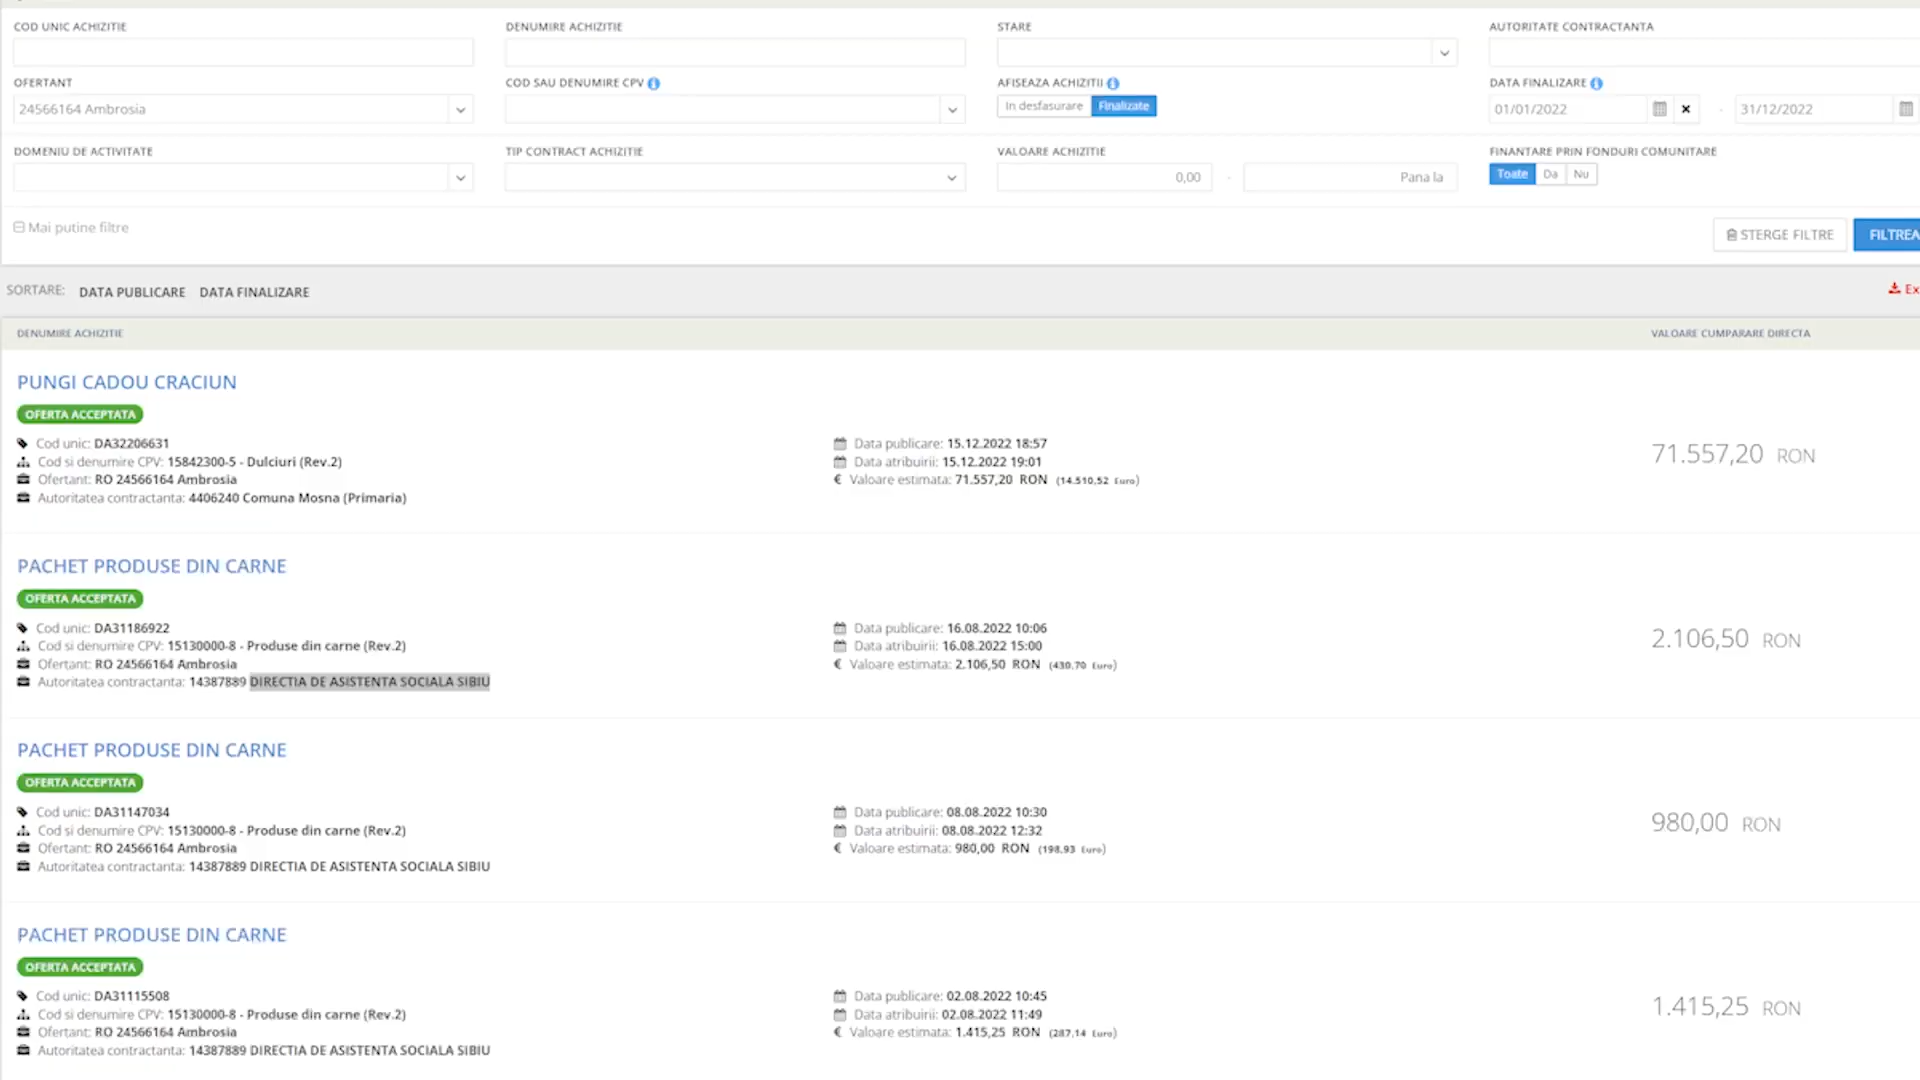 COD UNIC ACHIZITIE
DENUMIRE ACHIZITIE
STARE
AUTORITATE CONTRACTANTA
OFERTANT
COD SAU DENUMIRE CPV
AFISEAZA ACHIZITII
DATA FINALIZARE
24566164 Ambrosia
In desfasurare Finalizate
01/01/2022 - 31/12/2022
DOMENIU DE ACTIVITATE
TIP CONTRACT ACHIZITIE
VALOARE ACHIZITIE
FINANTARE PRIN FONDURI COMUNITARE
0,00 - Pana la
Toate Da Nu
Mai putine filtre
STERGE FILTRE
FILTREA
SORTARE: DATA PUBLICARE DATA FINALIZARE
Ex
DENUMIRE ACHIZITIE
VALOARE CUMPARARE DIRECTA
PUNGI CADOU CRACIUN
OFERTA ACCEPTATA
Cod unic: DA32206631
Cod si denumire CPV: 15842300-5 - Dulciuri (Rev.2)
Ofertant: RO 24566164 Ambrosia
Autoritatea contractanta: 4406240 Comuna Mosna (Primaria)
Data publicare: 15.12.2022 18:57
Data atribuirii: 15.12.2022 19:01
€ Valoare estimata: 71.557,20 RON (14.510,52 Euro)
71.557,20 RON
PACHET PRODUSE DIN CARNE
OFERTA ACCEPTATA
Cod unic: DA31186922
Cod si denumire CPV: 15130000-8 - Produse din carne (Rev.2)
Ofertant: RO 24566164 Ambrosia
Autoritatea contractanta: 14387889 DIRECTIA DE ASISTENTA SOCIALA SIBIU
Data publicare: 16.08.2022 10:06
Data atribuirii: 16.08.2022 15:00
€ Valoare estimata: 2.106,50 RON (430,70 Euro)
2.106,50 RON
PACHET PRODUSE DIN CARNE
OFERTA ACCEPTATA
Cod unic: DA31147034
Cod si denumire CPV: 15130000-8 - Produse din carne (Rev.2)
Ofertant: RO 24566164 Ambrosia
Autoritatea contractanta: 14387889 DIRECTIA DE ASISTENTA SOCIALA SIBIU
Data publicare: 08.08.2022 10:30
Data atribuirii: 08.08.2022 12:32
€ Valoare estimata: 980,00 RON (198,93 Euro)
980,00 RON
PACHET PRODUSE DIN CARNE
OFERTA ACCEPTATA
Cod unic: DA31115508
Cod si denumire CPV: 15130000-8 - Produse din carne (Rev.2)
Ofertant: RO 24566164 Ambrosia
Autoritatea contractanta: 14387889 DIRECTIA DE ASISTENTA SOCIALA SIBIU
Data publicare: 02.08.2022 10:45
Data atribuirii: 02.08.2022 11:49
€ Valoare estimata: 1.415,25 RON (287,14 Euro)
1.415,25 RON